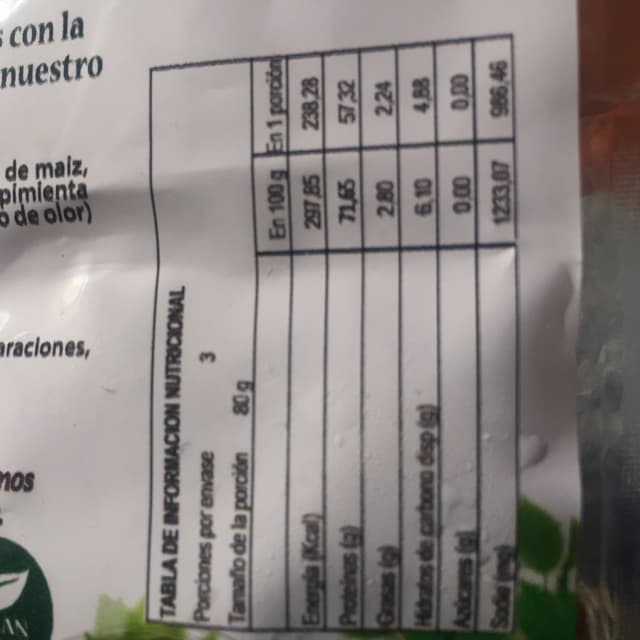 s con la
nuestro
de maiz,
pimienta
o de olor)
araciones,
mos
AN
TABLA DE INFORMACION NUTRICIONAL
Porciones por envase 3
Tamaño de la porción 80 g
En 100 g En 1 porción
Energía (Kcal) 297,85 238,28
Proteínas (g) 71,65 57,32
Grasas (g) 2,80 2,24
Hidratos de carbono disp (g) 6,10 4,88
Azúcares (g) 0,00 0,00
Sodio (mg) 1233,07 986,46